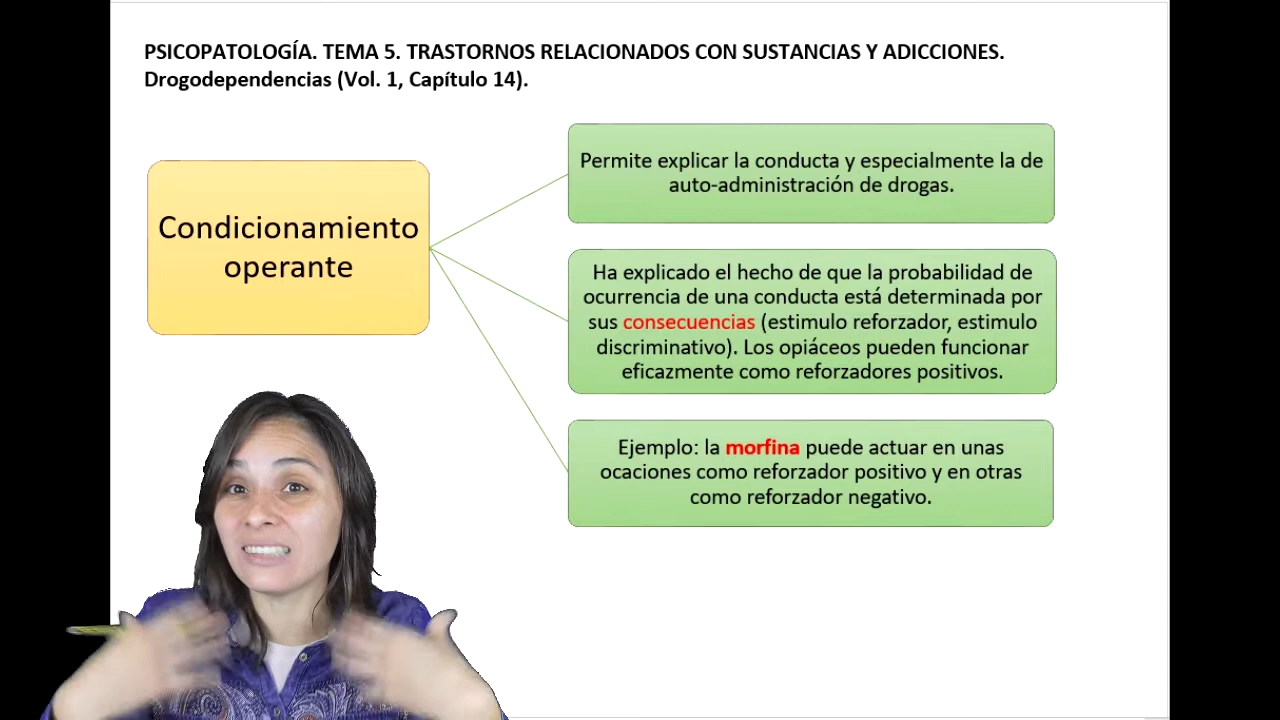 PSICOPATOLOGÍA. TEMA 5. TRASTORNOS RELACIONADOS CON SUSTANCIAS Y ADICCIONES.
Drogodependencias (Vol. 1, Capítulo 14).
Condicionamiento
operante
Permite explicar la conducta y especialmente la de
auto-administración de drogas.
Ha explicado el hecho de que la probabilidad de
ocurrencia de una conducta está determinada por
sus consecuencias (estimulo reforzador, estimulo
discriminativo). Los opiáceos pueden funcionar
eficazmente como reforzadores positivos.
Ejemplo: la morfina puede actuar en unas
ocaciones como reforzador positivo y en otras
como reforzador negativo.